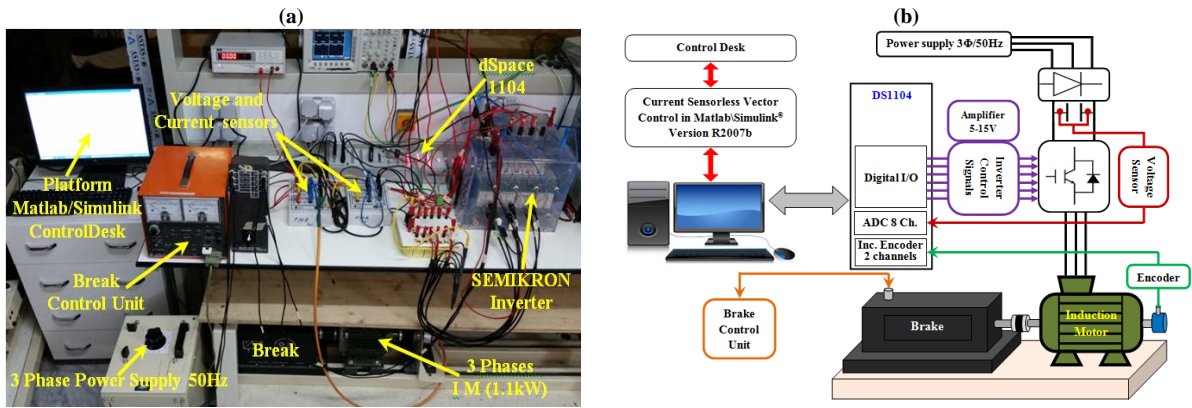 (a)
dSpace
1104
Voltage and
Current sensors
Platform
Matlab/Simulink
ControlDesk
Break
Control Unit
SEMIKRON
Inverter
Break
3 Phase Power Supply 50Hz
3 Phases
I M (1.1kW)
(b)
Control Desk
Power supply 3Φ/50Hz
Current Sensorless Vector
Control in Matlab\Simulink®
Version R2007b
DS1104
Amplifier
5-15V
Digital I/O
Inverter
Control
Signals
Voltage
Sensor
ADC 8 Ch.
Inc. Encoder
2 channels
Encoder
Brake
Control
Unit
Brake
Induction
Motor